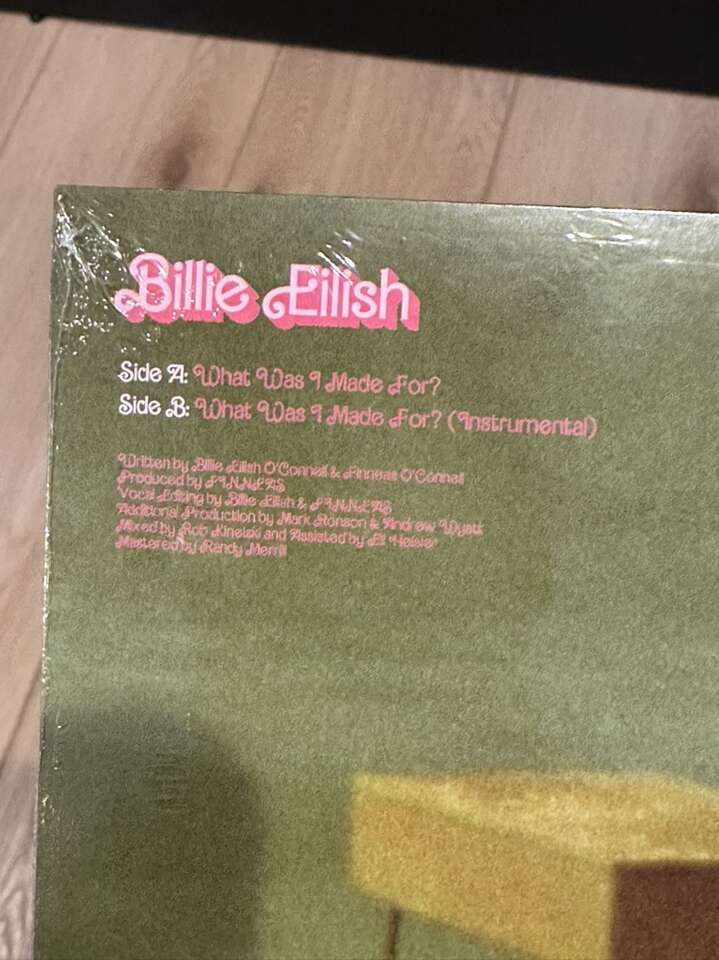 Billie Eilish
Side A: What Was I Made For?
Side B: What Was I Made For? (Instrumental)
Written by Billie Eilish O'Connell & Finneas O'Connell
Produced by FINNEAS
Vocal Editing by Billie Eilish & FINNEAS
Additional Production by Mark Ronson & Andrew Wyatt
Mixed by Rob Kinelski and Assisted by Eli Heisler
Mastered by Randy Merrill